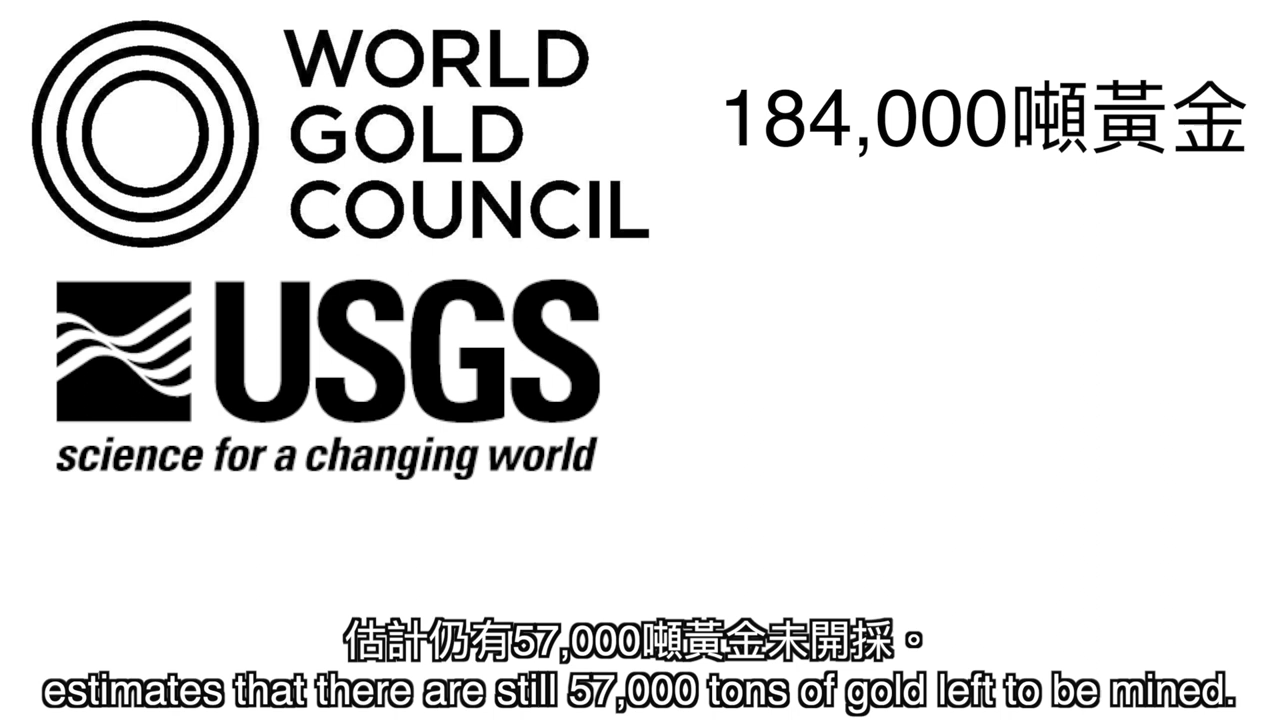 WORLD
GOLD
COUNCIL
184,000噸黃金
USGS
science for a changing world
估計仍有57,000噸黃金未開採。
estimates that there are still 57,000 tons of gold left to be mined.